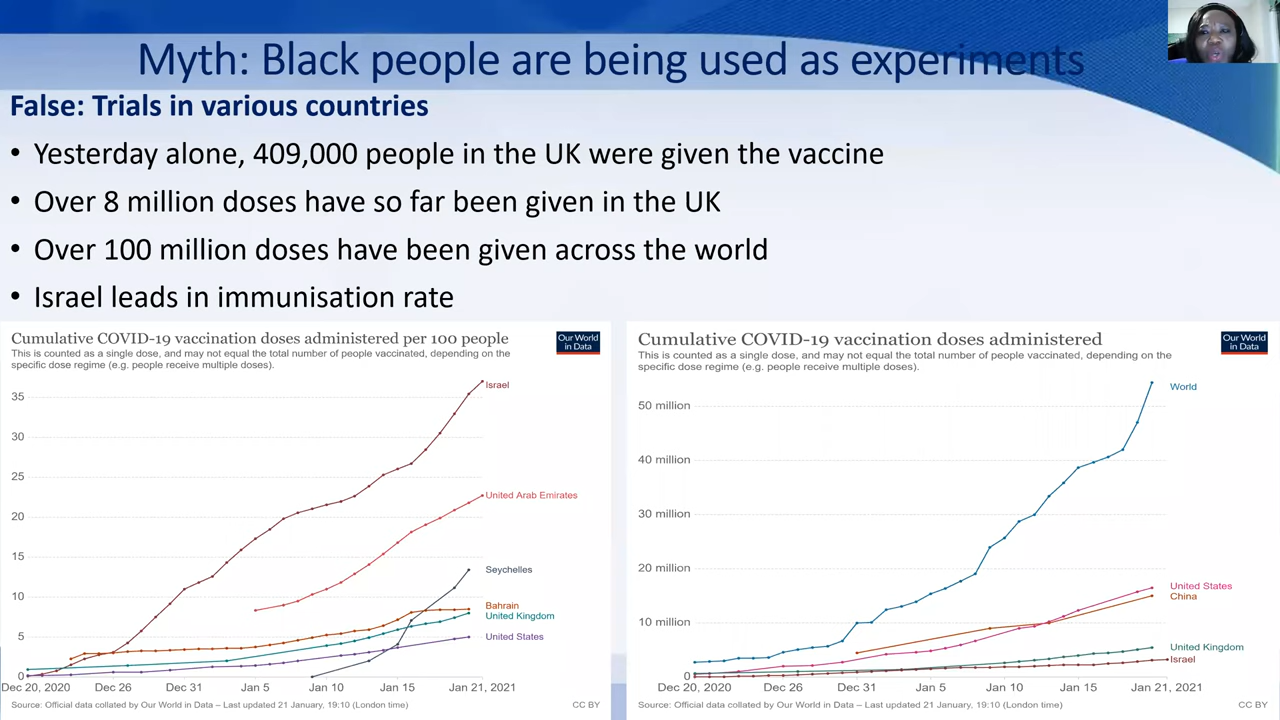 Myth: Black people are being used as experiments
False: Trials in various countries
• Yesterday alone, 409,000 people in the UK were given the vaccine
• Over 8 million doses have so far been given in the UK
• Over 100 million doses have been given across the world
• Israel leads in immunisation rate
Cumulative COVID-19 vaccination doses administered per 100 people
This is counted as a single dose, and may not equal the total number of people vaccinated, depending on the
specific dose regime (e.g. people receive multiple doses).
Our World
in Data
35
30
25
20
15
10
5
0
Israel
United Arab Emirates
Seychelles
Bahrain
United Kingdom
United States
Dec 20, 2020
Dec 26
Dec 31
Jan 5
Jan 10
Jan 15
Jan 21, 2021
Source: Official data collated by Our World in Data – Last updated 21 January, 19:10 (London time)
CC BY
Cumulative COVID-19 vaccination doses administered
This is counted as a single dose, and may not equal the total number of people vaccinated, depending on the
specific dose regime (e.g. people receive multiple doses).
Our World
in Data
50 million
40 million
30 million
20 million
10 million
0
World
United States
China
United Kingdom
Israel
Dec 20, 2020
Dec 26
Dec 31
Jan 5
Jan 10
Jan 15
Jan 21, 2021
Source: Official data collated by Our World in Data – Last updated 21 January, 19:10 (London time)
CC BY